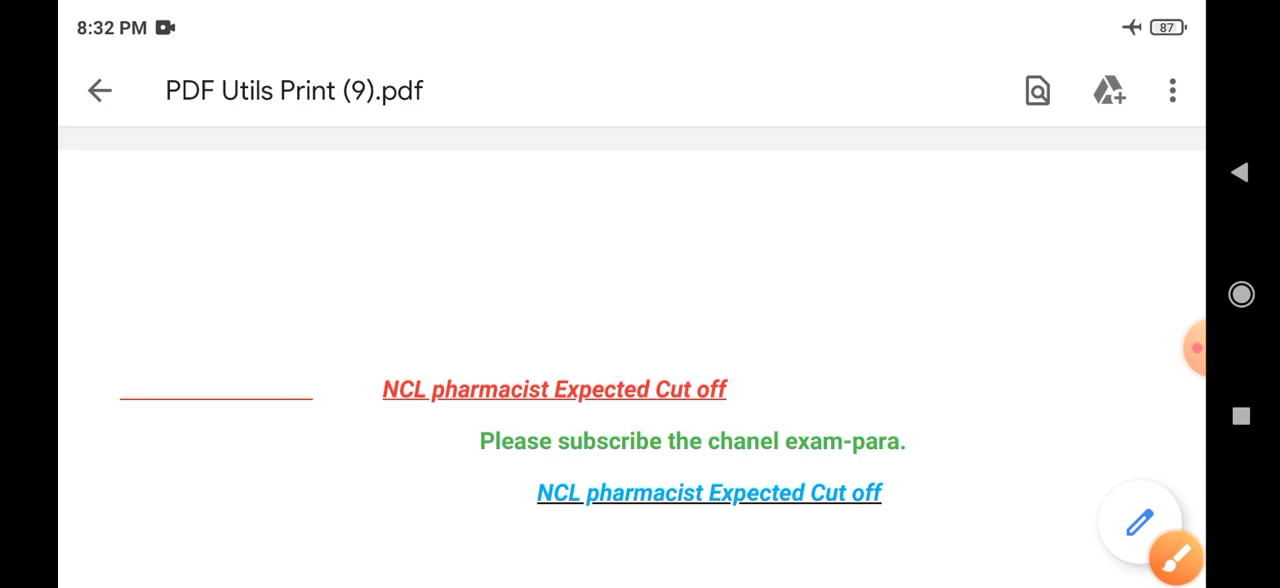 8:32 PM
87
PDF Utils Print (9).pdf
NCL pharmacist Expected Cut off
Please subscribe the chanel exam-para.
NCL pharmacist Expected Cut off